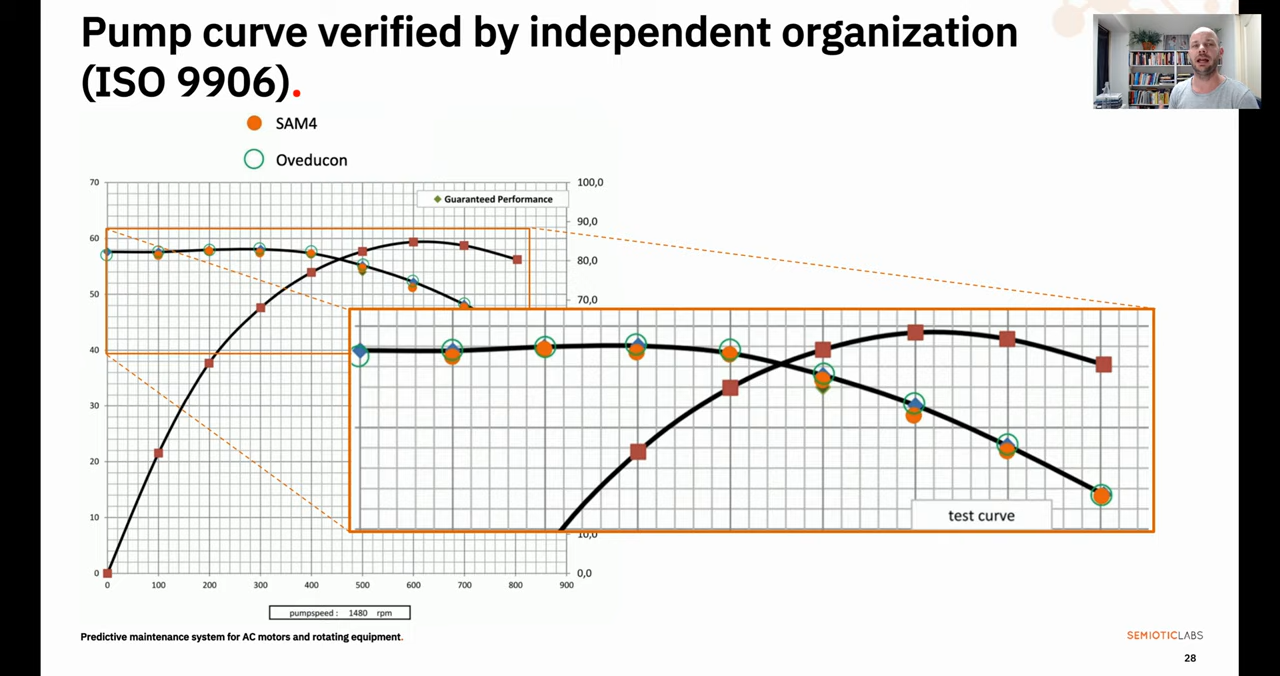 Pump curve verified by independent organization
(ISO 9906).
SAM4
Oveducon
70
60
50
40
30
20
10
0
100,0
90,0
80,0
70,0
10,0
0,0
Guaranteed Performance
test curve
0 100 200 300 400 500 600 700 800 900
pumpspeed : 1480 rpm
Predictive maintenance system for AC motors and rotating equipment.
SEMIOTICLABS
28